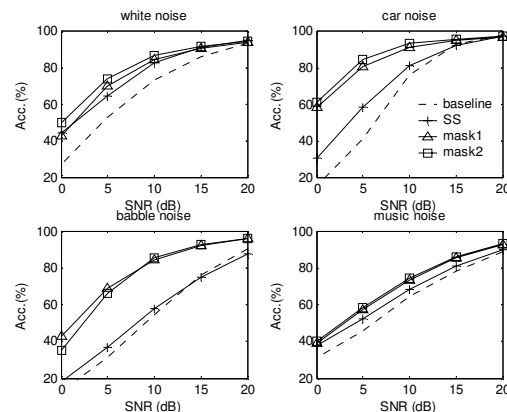 white noise
100
80
60
40
20
Acc.(%)
0 5 10 15 20
SNR (dB)
car noise
100
80
60
40
20
Acc.(%)
baseline
SS
mask1
mask2
0 5 10 15 20
SNR (dB)
babble noise
100
80
60
40
20
Acc.(%)
0 5 10 15 20
SNR (dB)
music noise
100
80
60
40
20
Acc.(%)
0 5 10 15 20
SNR (dB)